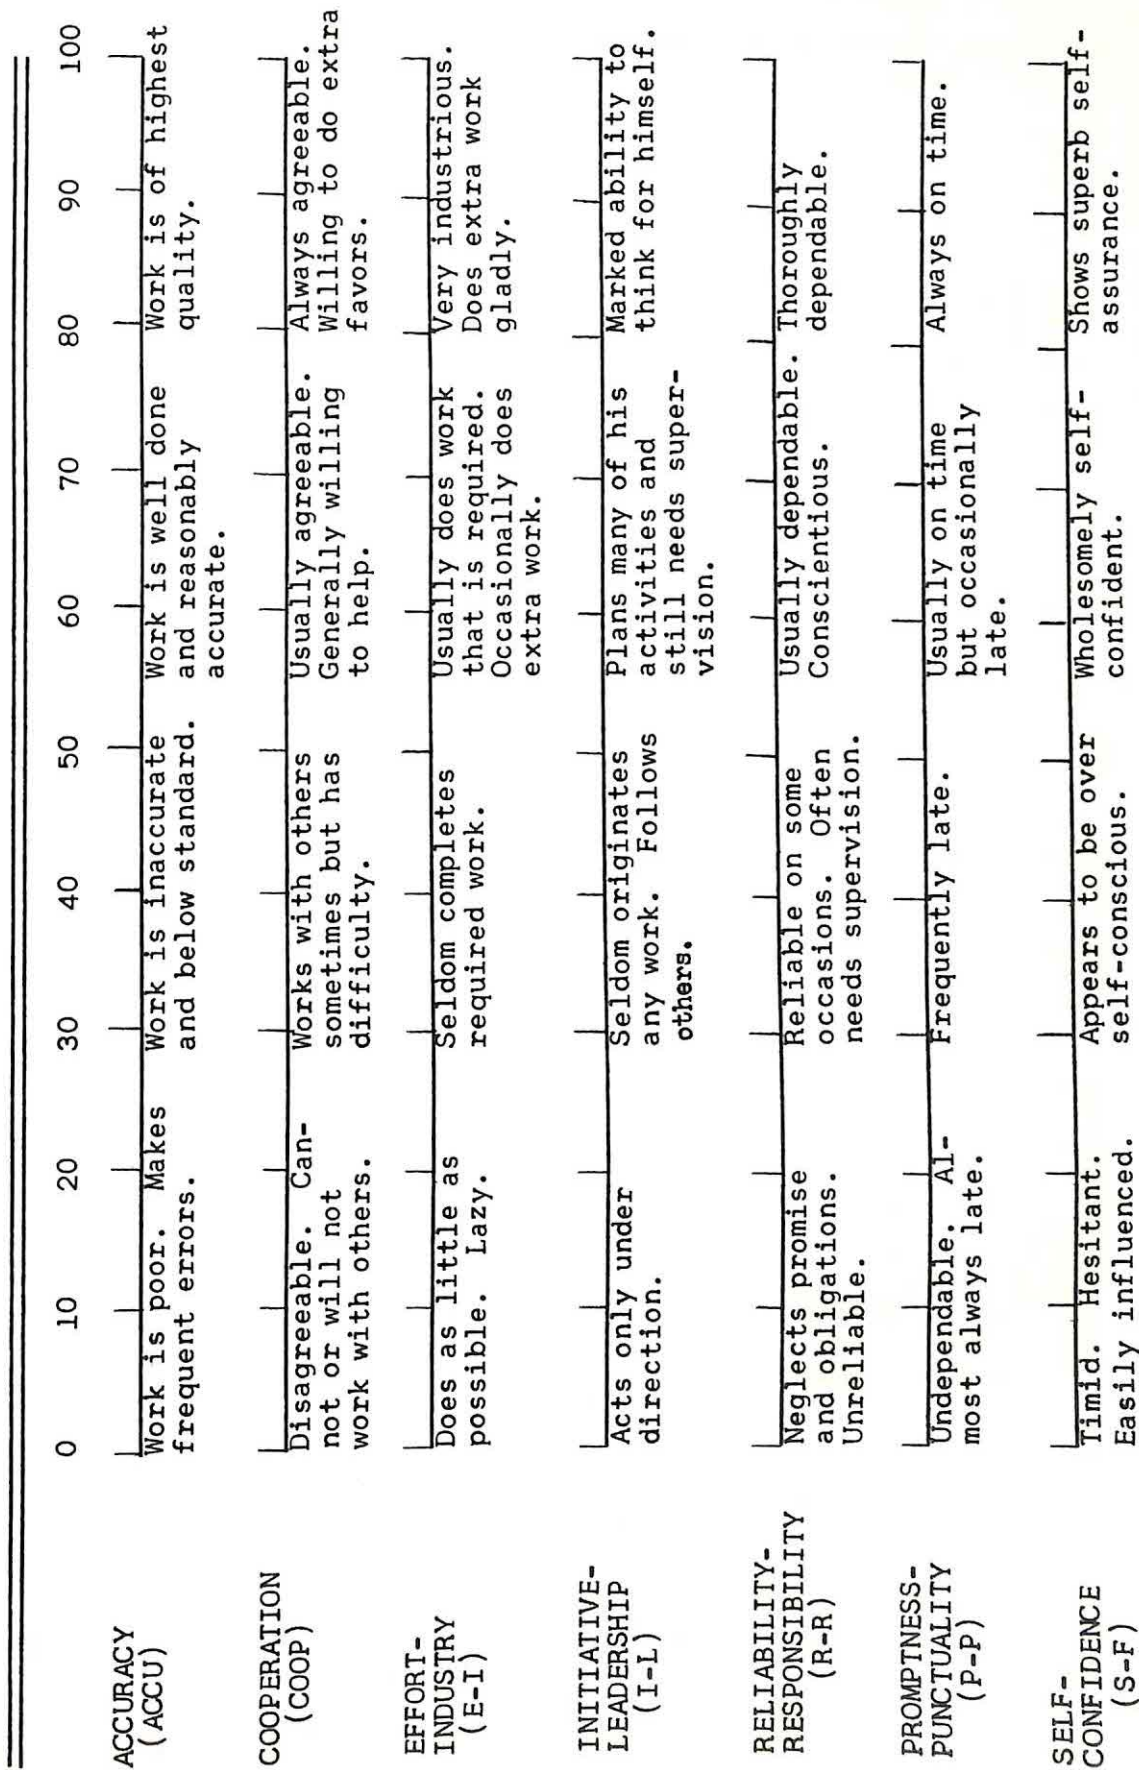 0 10 20 30 40 50 60 70 80 90 100
ACCURACY
(ACCU)
Work is poor. Makes
frequent errors.
Work is inaccurate
and below standard.
Work is well done
and reasonably
accurate.
Work is of highest
quality.
COOPERATION
(COOP)
Disagreeable. Can-
not or will not
work with others.
Works with others
sometimes but has
difficulty.
Usually agreeable.
Generally willing
to help.
Always agreeable.
Willing to do extra
favors.
EFFORT-
INDUSTRY
(E-I)
Does as little as
possible. Lazy.
Seldom completes
required work.
Usually does work
that is required.
Occasionally does
extra work.
Very industrious.
Does extra work
gladly.
INITIATIVE-
LEADERSHIP
(I-L)
Acts only under
direction.
Seldom originates
any work. Follows
others.
Plans many of his
activities and
still needs super-
vision.
Marked ability to
think for himself.
RELIABILITY-
RESPONSIBILITY
(R-R)
Neglects promise
and obligations.
Unreliable.
Reliable on some
occasions. Often
needs supervision.
Usually dependable.
Conscientious.
Thoroughly
dependable.
PROMPTNESS-
PUNCTUALITY
(P-P)
Undependable. Al-
most always late.
Frequently late.
Usually on time
but occasionally
late.
Always on time.
SELF-
CONFIDENCE
(S-F)
Timid. Hesitant.
Easily influenced.
Appears to be over
self-conscious.
Wholesomely self-
confident.
Shows superb self-
assurance.